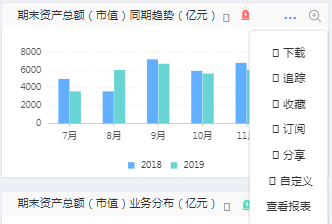 期末资产总额（市值）同期趋势（亿元）
8000
6000
4000
2000
0
7月 8月 9月 10月
2018 2019
下载
追踪
收藏
订阅
分享
自定义
查看报表
期末资产总额（市值）业务分布（亿元）